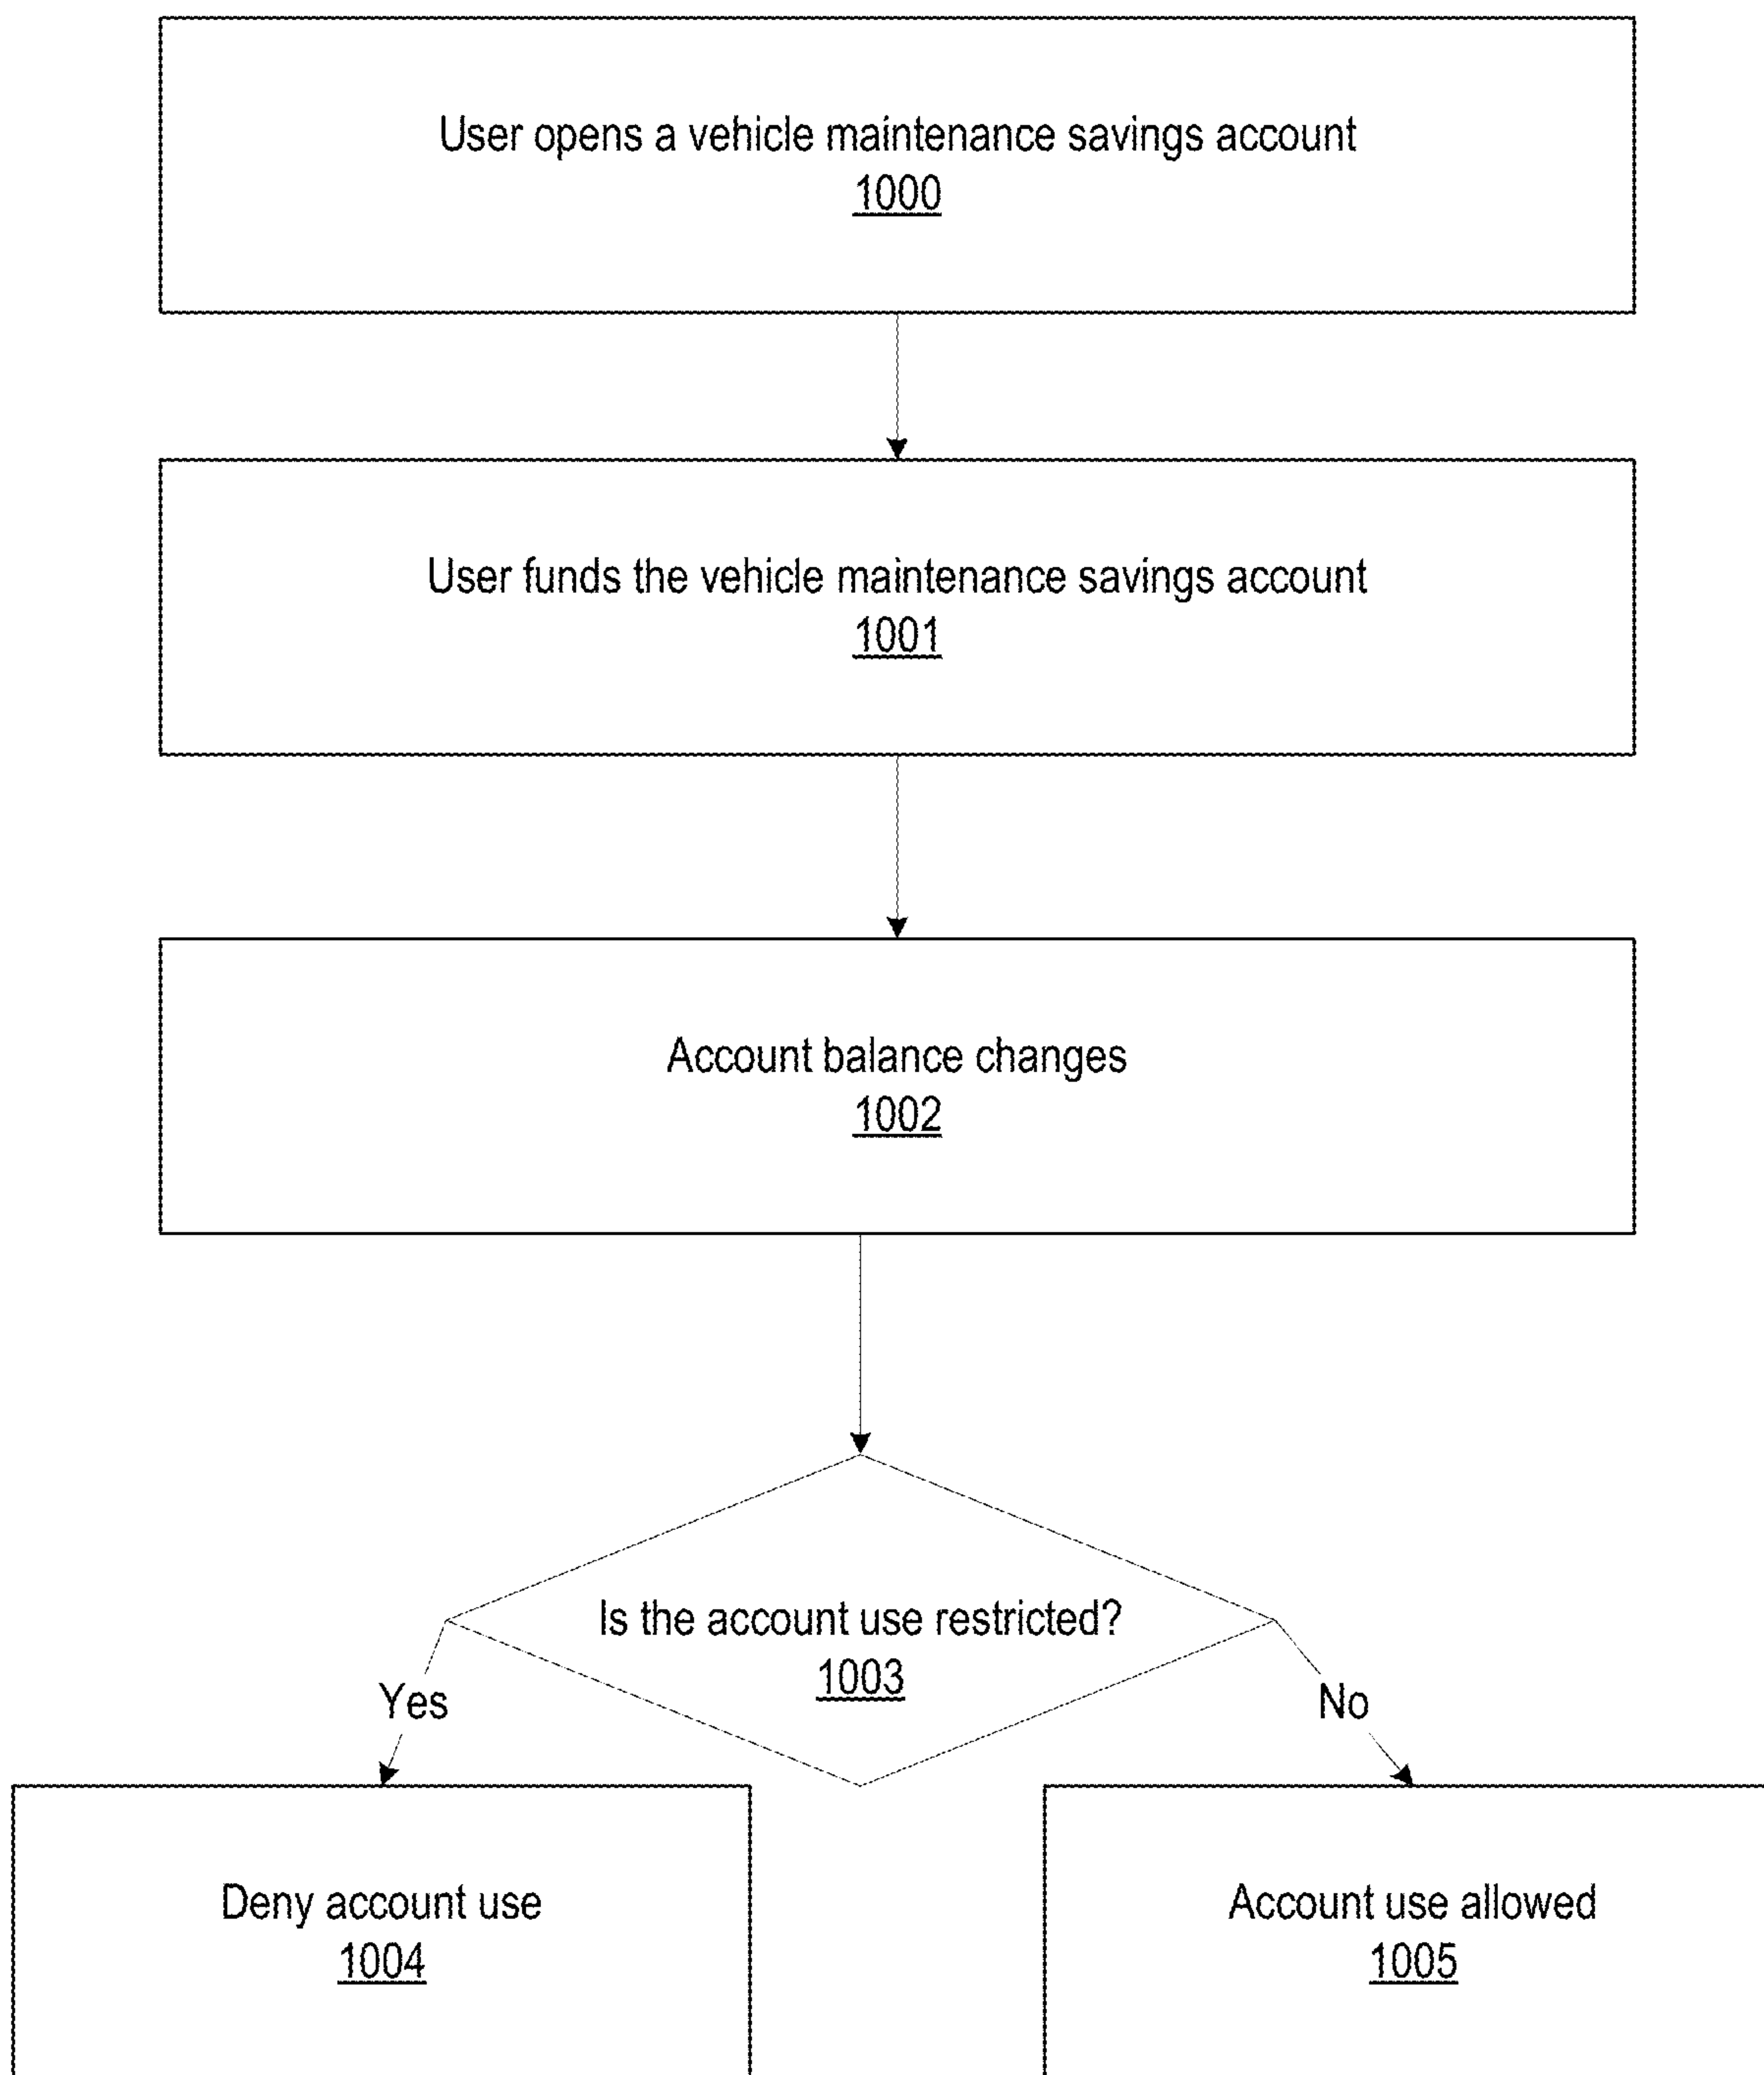 User opens a vehicle maintenance savings account
1000
User funds the vehicle maintenance savings account
1001
Account balance changes
1002
Is the account use restricted?
1003
Yes
No
Deny account use
1004
Account use allowed
1005